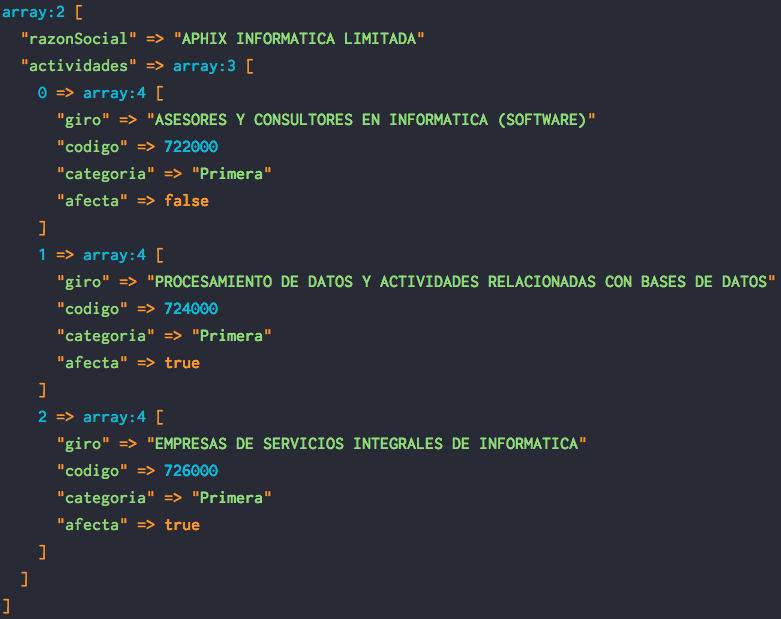 array:2 [
  "razonSocial" => "APHIX INFORMATICA LIMITADA"
  "actividades" => array:3 [
    0 => array:4 [
      "giro" => "ASESORES Y CONSULTORES EN INFORMATICA (SOFTWARE)"
      "codigo" => 722000
      "categoria" => "Primera"
      "afecta" => false
    ]
    1 => array:4 [
      "giro" => "PROCESAMIENTO DE DATOS Y ACTIVIDADES RELACIONADAS CON BASES DE DATOS"
      "codigo" => 724000
      "categoria" => "Primera"
      "afecta" => true
    ]
    2 => array:4 [
      "giro" => "EMPRESAS DE SERVICIOS INTEGRALES DE INFORMATICA"
      "codigo" => 726000
      "categoria" => "Primera"
      "afecta" => true
    ]
  ]
]